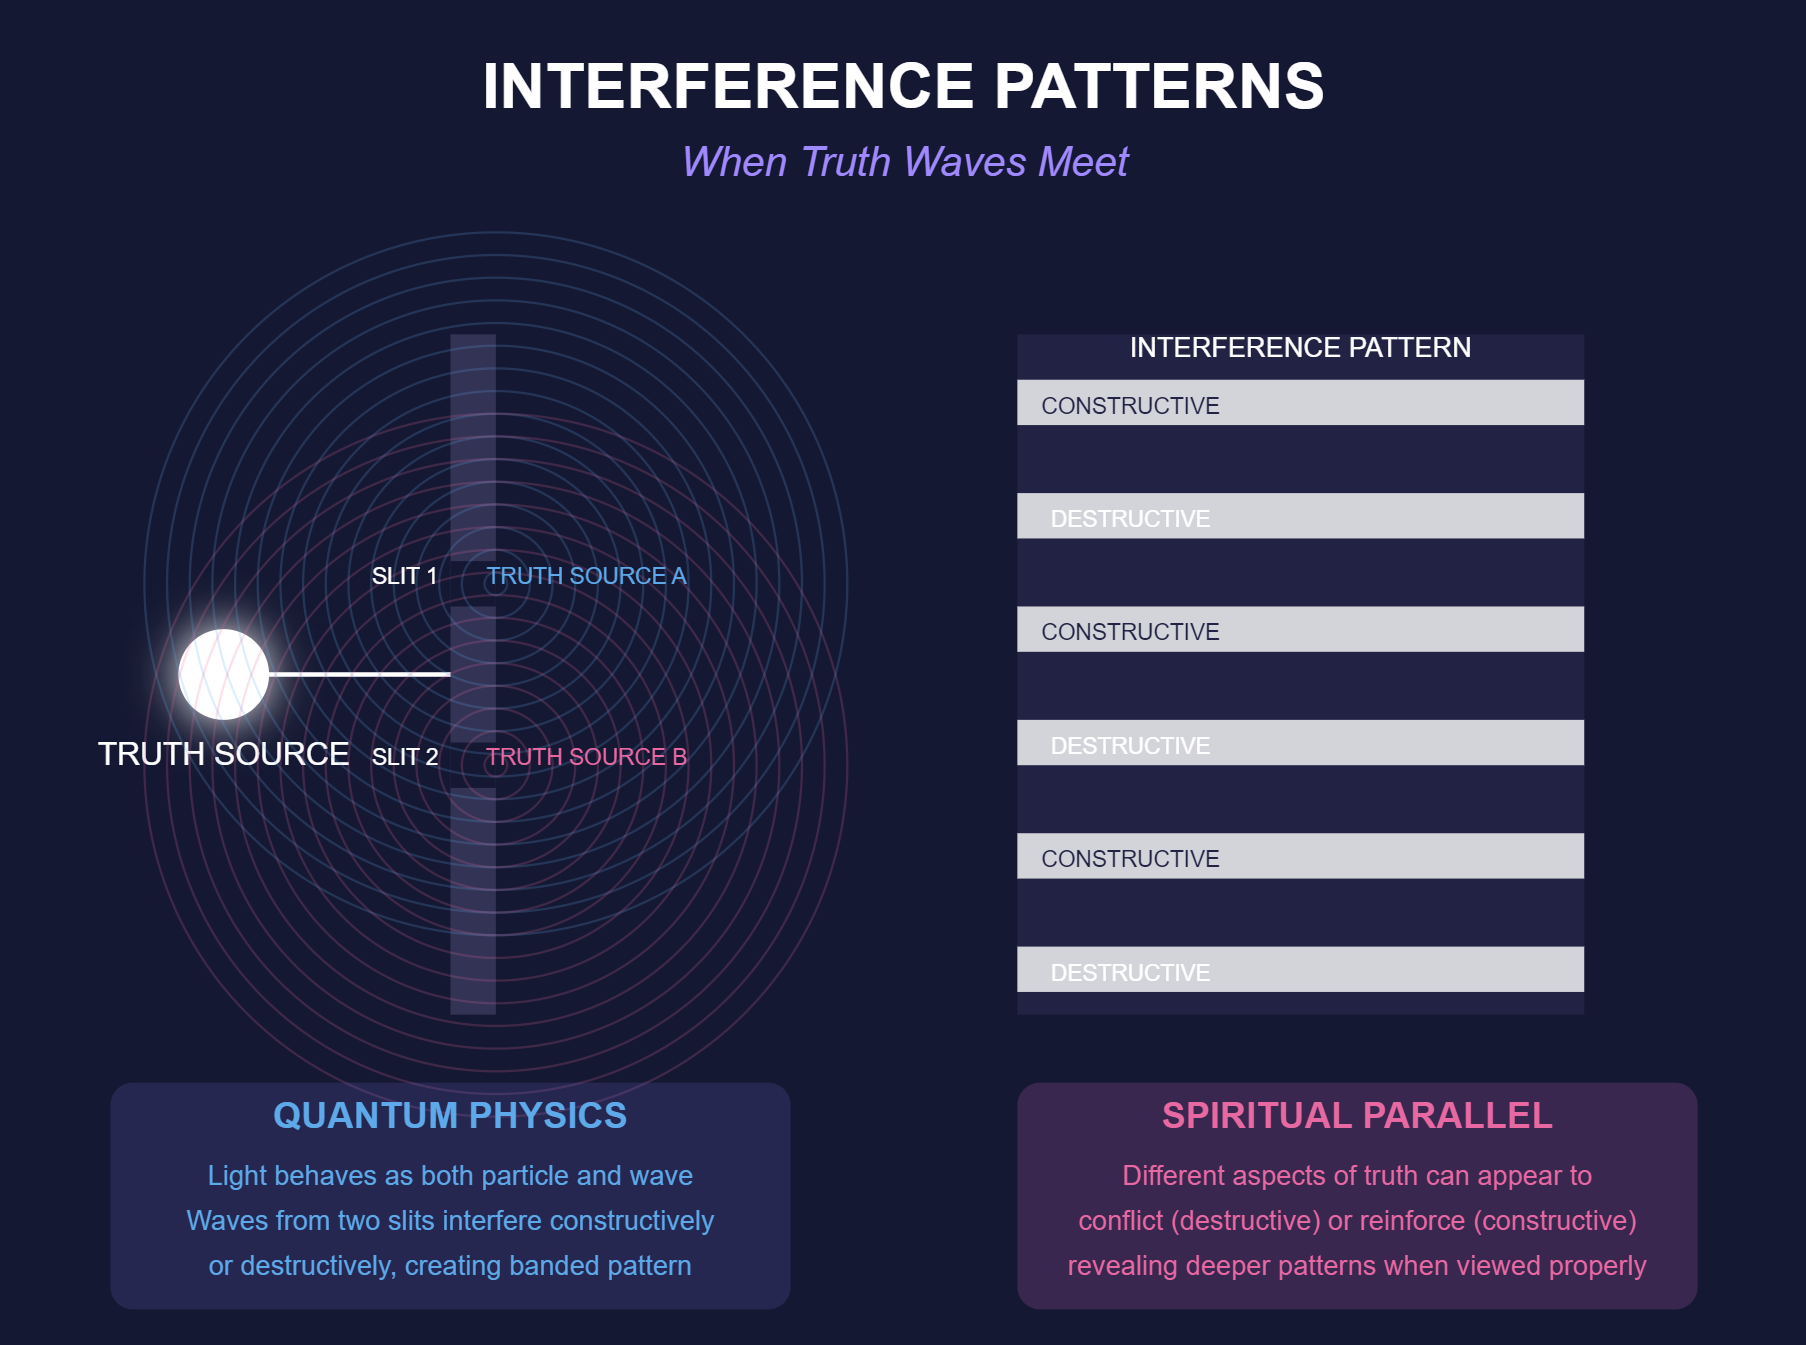 INTERFERENCE PATTERNS
When Truth Waves Meet
SLIT 1
TRUTH SOURCE A
TRUTH SOURCE
SLIT 2
TRUTH SOURCE B
INTERFERENCE PATTERN
CONSTRUCTIVE
DESTRUCTIVE
CONSTRUCTIVE
DESTRUCTIVE
CONSTRUCTIVE
DESTRUCTIVE
QUANTUM PHYSICS
Light behaves as both particle and wave
Waves from two slits interfere constructively
or destructively, creating banded pattern
SPIRITUAL PARALLEL
Different aspects of truth can appear to
conflict (destructive) or reinforce (constructive)
revealing deeper patterns when viewed properly